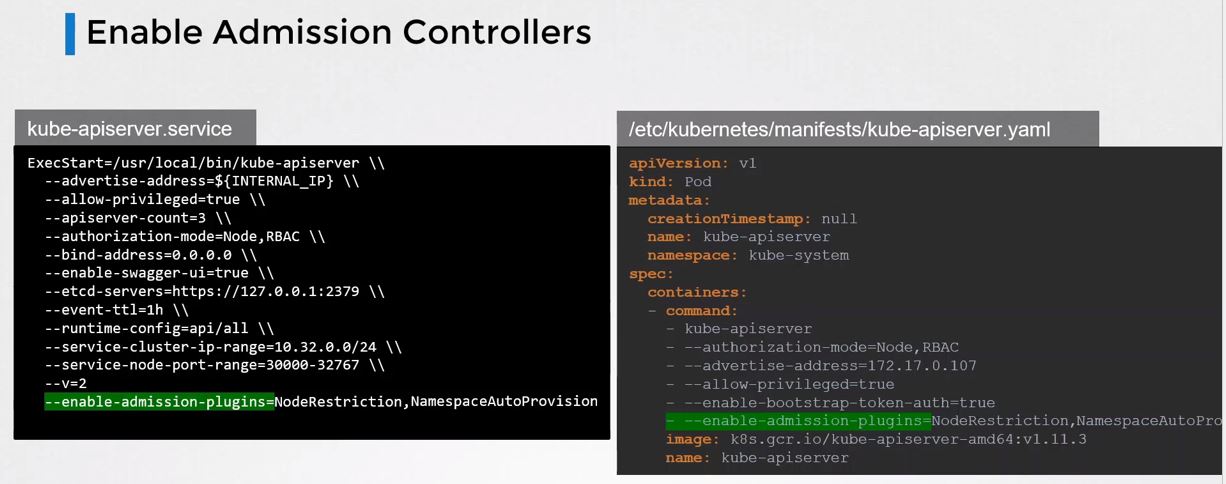 Enable Admission Controllers
kube-apiserver.service
ExecStart=/usr/local/bin/kube-apiserver \\
--advertise-address=${INTERNAL_IP} \\
--allow-privileged=true \\
--apiserver-count=3 \\
--authorization-mode=Node,RBAC \\
--bind-address=0.0.0.0 \\
--enable-swagger-ui=true \\
--etcd-servers=https://127.0.0.1:2379 \\
--event-ttl=1h \\
--runtime-config=api/all \\
--service-cluster-ip-range=10.32.0.0/24 \\
--service-node-port-range=30000-32767 \\
--v=2
--enable-admission-plugins=NodeRestriction,NamespaceAutoProvision
/etc/kubernetes/manifests/kube-apiserver.yaml
apiVersion: v1
kind: Pod
metadata:
creationTimestamp: null
name: kube-apiserver
namespace: kube-system
spec:
containers:
- command:
- kube-apiserver
- --authorization-mode=Node,RBAC
- --advertise-address=172.17.0.107
- --allow-privileged=true
- --enable-bootstrap-token-auth=true
- --enable-admission-plugins=NodeRestriction,NamespaceAutoPro
image: k8s.gcr.io/kube-apiserver-amd64:v1.11.3
name: kube-apiserver